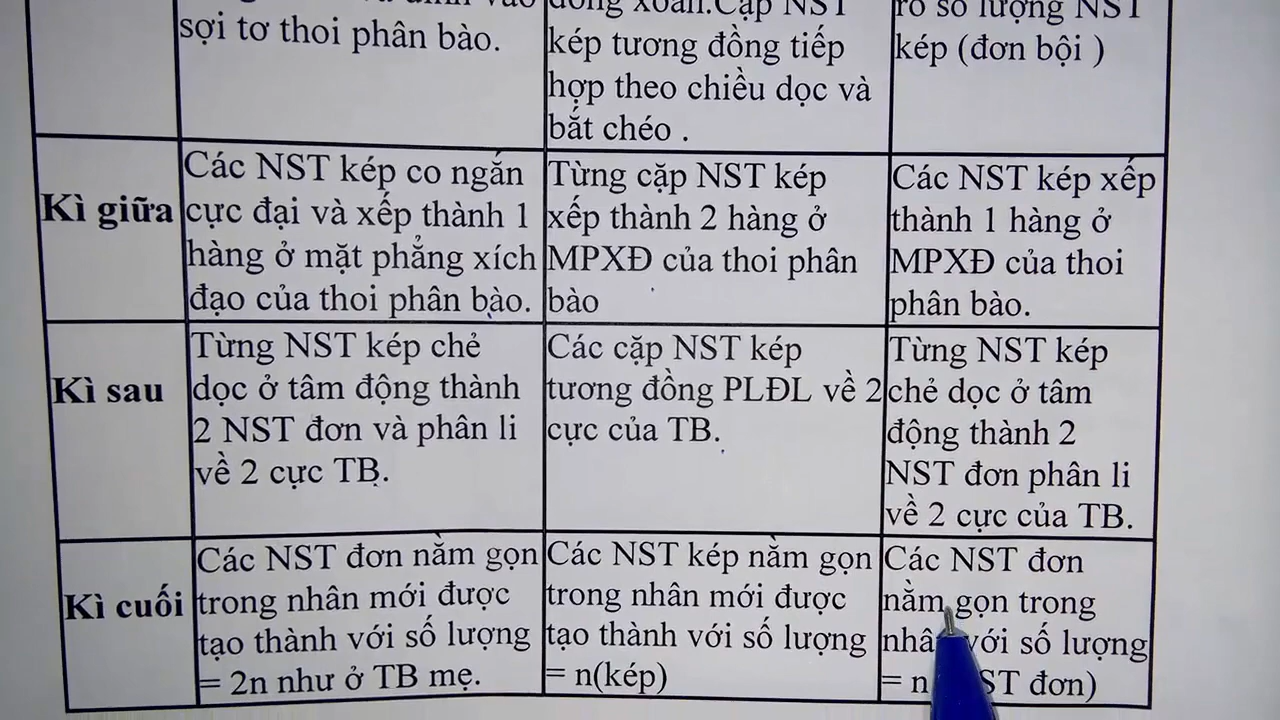 sợi tơ thoi phân bào.
đồng xoắn.Cặp NST
kép tương đồng tiếp
hợp theo chiều dọc và
bắt chéo .
rõ số lượng NST
kép (đơn bội )
Kì giữa
Các NST kép co ngắn
cực đại và xếp thành 1
hàng ở mặt phẳng xích
đạo của thoi phân bào.
Từng cặp NST kép
xếp thành 2 hàng ở
MPXĐ của thoi phân
bào
Các NST kép xếp
thành 1 hàng ở
MPXĐ của thoi
phân bào.
Kì sau
Từng NST kép chẻ
dọc ở tâm động thành
2 NST đơn và phân li
về 2 cực TB.
Các cặp NST kép
tương đồng PLĐL về 2
cực của TB.
Từng NST kép
chẻ dọc ở tâm
động thành 2
NST đơn phân li
về 2 cực của TB.
Kì cuối
Các NST đơn nằm gọn
trong nhân mới được
tạo thành với số lượng
= 2n như ở TB mẹ.
Các NST kép nằm gọn
trong nhân mới được
tạo thành với số lượng
= n(kép)
Các NST đơn
nằm gọn trong
với số lượng
= n đơn)